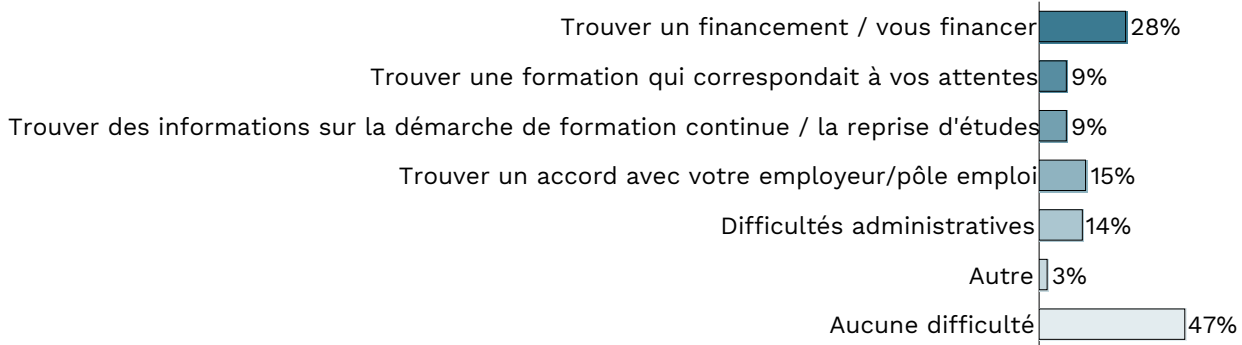 Trouver un financement / vous financer 28%
Trouver une formation qui correspondait à vos attentes 9%
Trouver des informations sur la démarche de formation continue / la reprise d'études 9%
Trouver un accord avec votre employeur/pôle emploi 15%
Difficultés administratives 14%
Autre 3%
Aucune difficulté 47%